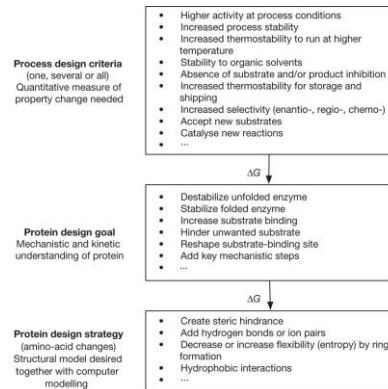 • Higher activity at process conditions
• Increased process stability
• Increased thermostability to run at higher
temperature
• Stability to organic solvents
• Absence of substrate and/or product inhibition
• Increased thermostability for storage and
shipping
• Increased selectivity (enantio-, regio-, chemo-)
• Accept new substrates
• Catalyse new reactions
• ...
Process design criteria
(one, several or all)
Quantitative measure of
property change needed
ΔG
• Destabilize unfolded enzyme
• Stabilize folded enzyme
• Increase substrate binding
• Hinder unwanted substrate
• Reshape substrate-binding site
• Add key mechanistic steps
• ...
Protein design goal
Mechanistic and kinetic
understanding of protein
ΔG
• Create steric hindrance
• Add hydrogen bonds or ion pairs
• Decrease or increase flexibility (entropy) by ring
formation
• Hydrophobic interactions
• ...
Protein design strategy
(amino-acid changes)
Structural model desired
together with computer
modelling